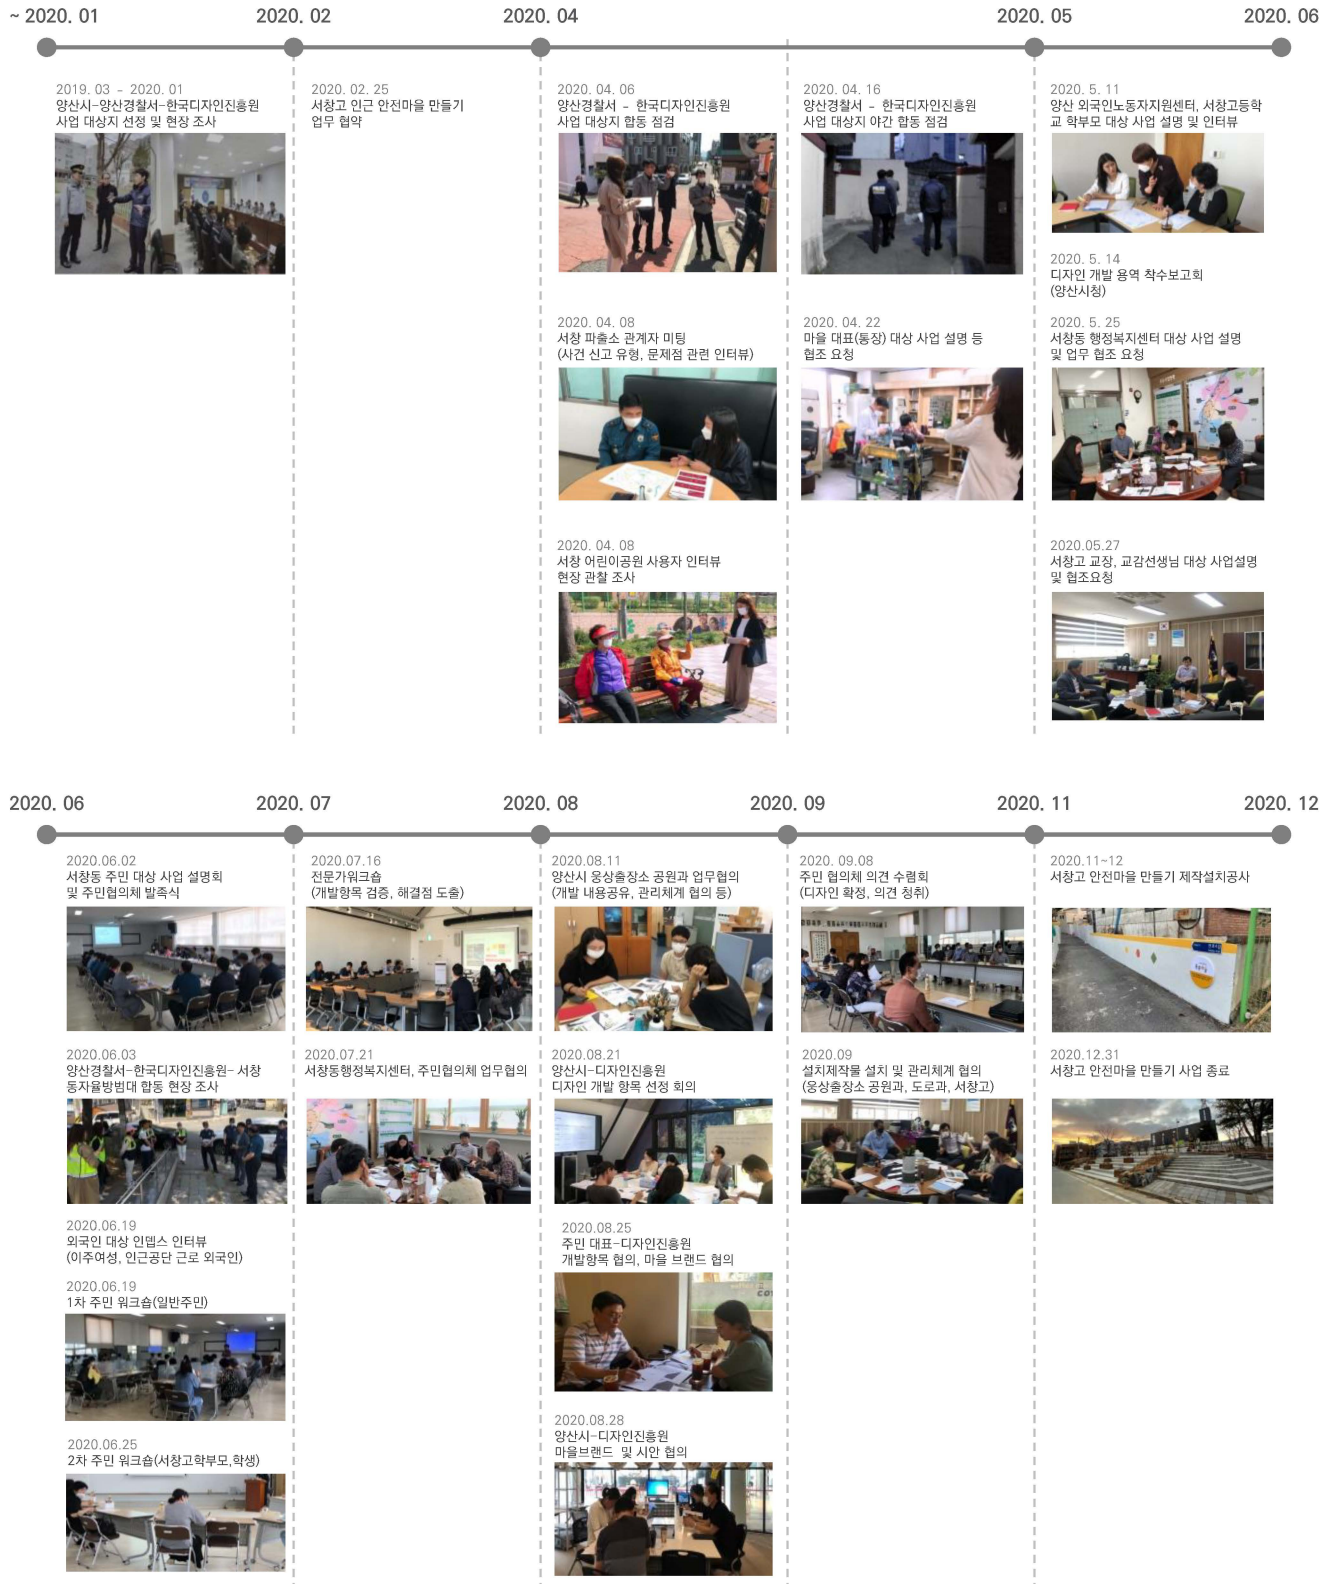 ~ 2020. 01
2020. 02
2020. 04
2020. 05
2020. 06
2019. 03 - 2020. 01
양산시-양산경찰서-한국디자인진흥원
사업 대상지 선정 및 현장 조사
2020. 02. 25
서창고 인근 안전마을 만들기
업무 협약
2020. 04. 06
양산경찰서 - 한국디자인진흥원
사업 대상지 합동 점검
2020. 04. 08
서창 파출소 관계자 미팅
(사건 신고 유형, 문제점 관련 인터뷰)
2020. 04. 08
서창 어린이공원 사용자 인터뷰
현장 관찰 조사
2020. 04. 16
양산경찰서 - 한국디자인진흥원
사업 대상지 야간 합동 점검
2020. 04. 22
마을 대표(통장) 대상 사업 설명 등
협조 요청
2020. 5. 11
양산 외국인노동자지원센터, 서창고등학
교 학부모 대상 사업 설명 및 인터뷰
2020. 5. 14
디자인 개발 용역 착수보고회
(양산시청)
2020. 5. 25
서창동 행정복지센터 대상 사업 설명
및 업무 협조 요청
2020.05.27
서창고 교장, 교감선생님 대상 사업설명
및 협조요청
2020. 06
2020. 07
2020. 08
2020. 09
2020. 11
2020. 12
2020.06.02
서창동 주민 대상 사업 설명회
및 주민협의체 발족식
2020.06.03
양산경찰서-한국디자인진흥원- 서창
동자율방범대 합동 현장 조사
2020.06.19
외국인 대상 인뎁스 인터뷰
(이주여성, 인근공단 근로 외국인)
2020.06.19
1차 주민 워크숍(일반주민)
2020.06.25
2차 주민 워크숍(서창고학부모,학생)
2020.07.16
전문가워크숍
(개발항목 검증, 해결점 도출)
2020.07.21
서창동행정복지센터, 주민협의체 업무협의
2020.08.11
양산시 웅상출장소 공원과 업무협의
(개발 내용공유, 관리체계 협의 등)
2020.08.21
양산시-디자인진흥원
디자인 개발 항목 선정 회의
2020.08.25
주민 대표-디자인진흥원
개발항목 협의, 마을 브랜드 협의
2020.08.28
양산시-디자인진흥원
마을브랜드 및 시안 협의
2020. 09.08
주민 협의체 의견 수렴회
(디자인 확정, 의견 청취)
2020.09
설치제작물 설치 및 관리체계 협의
(웅상출장소 공원과, 도로과, 서창고)
2020.11~12
서창고 안전마을 만들기 제작설치공사
2020.12.31
서창고 안전마을 만들기 사업 종료